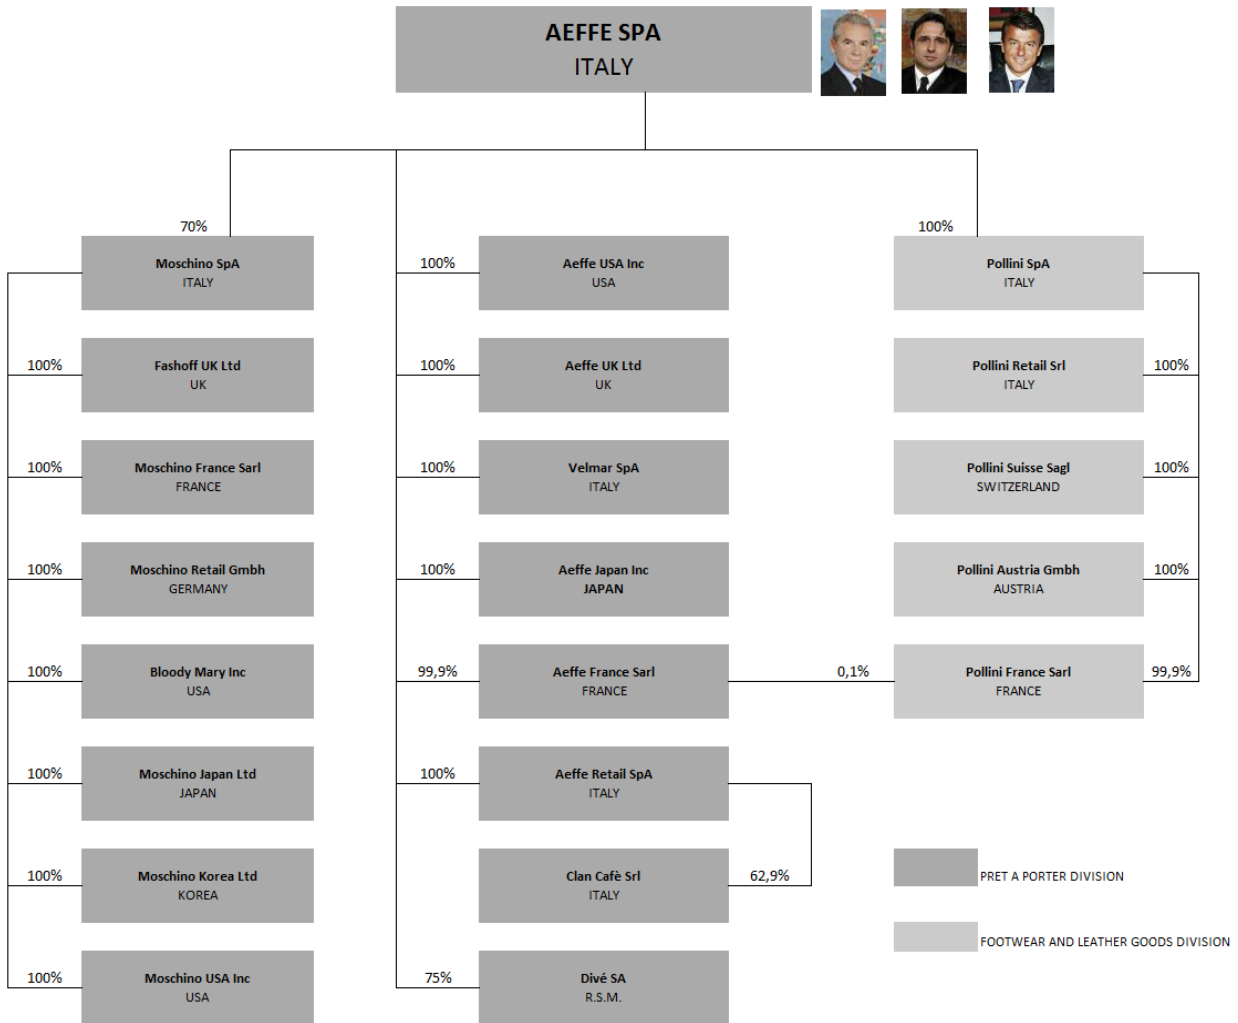 AEFFE SPA
ITALY
70%
Moschino SpA
ITALY
100%
Fashoff UK Ltd
UK
100%
Moschino France Sarl
FRANCE
100%
Moschino Retail Gmbh
GERMANY
100%
Bloody Mary Inc
USA
100%
Moschino Japan Ltd
JAPAN
100%
Moschino Korea Ltd
KOREA
100%
Moschino USA Inc
USA
100%
Aeffe USA Inc
USA
100%
Aeffe UK Ltd
UK
100%
Velmar SpA
ITALY
100%
Aeffe Japan Inc
JAPAN
99,9%
Aeffe France Sarl
FRANCE
0,1%
100%
Aeffe Retail SpA
ITALY
Clan Cafè Srl
ITALY
62,9%
75%
Divé SA
R.S.M.
100%
Pollini SpA
ITALY
Pollini Retail Srl
ITALY
100%
Pollini Suisse Sagl
SWITZERLAND
100%
Pollini Austria Gmbh
AUSTRIA
100%
Pollini France Sarl
FRANCE
99,9%
PRET A PORTER DIVISION
FOOTWEAR AND LEATHER GOODS DIVISION